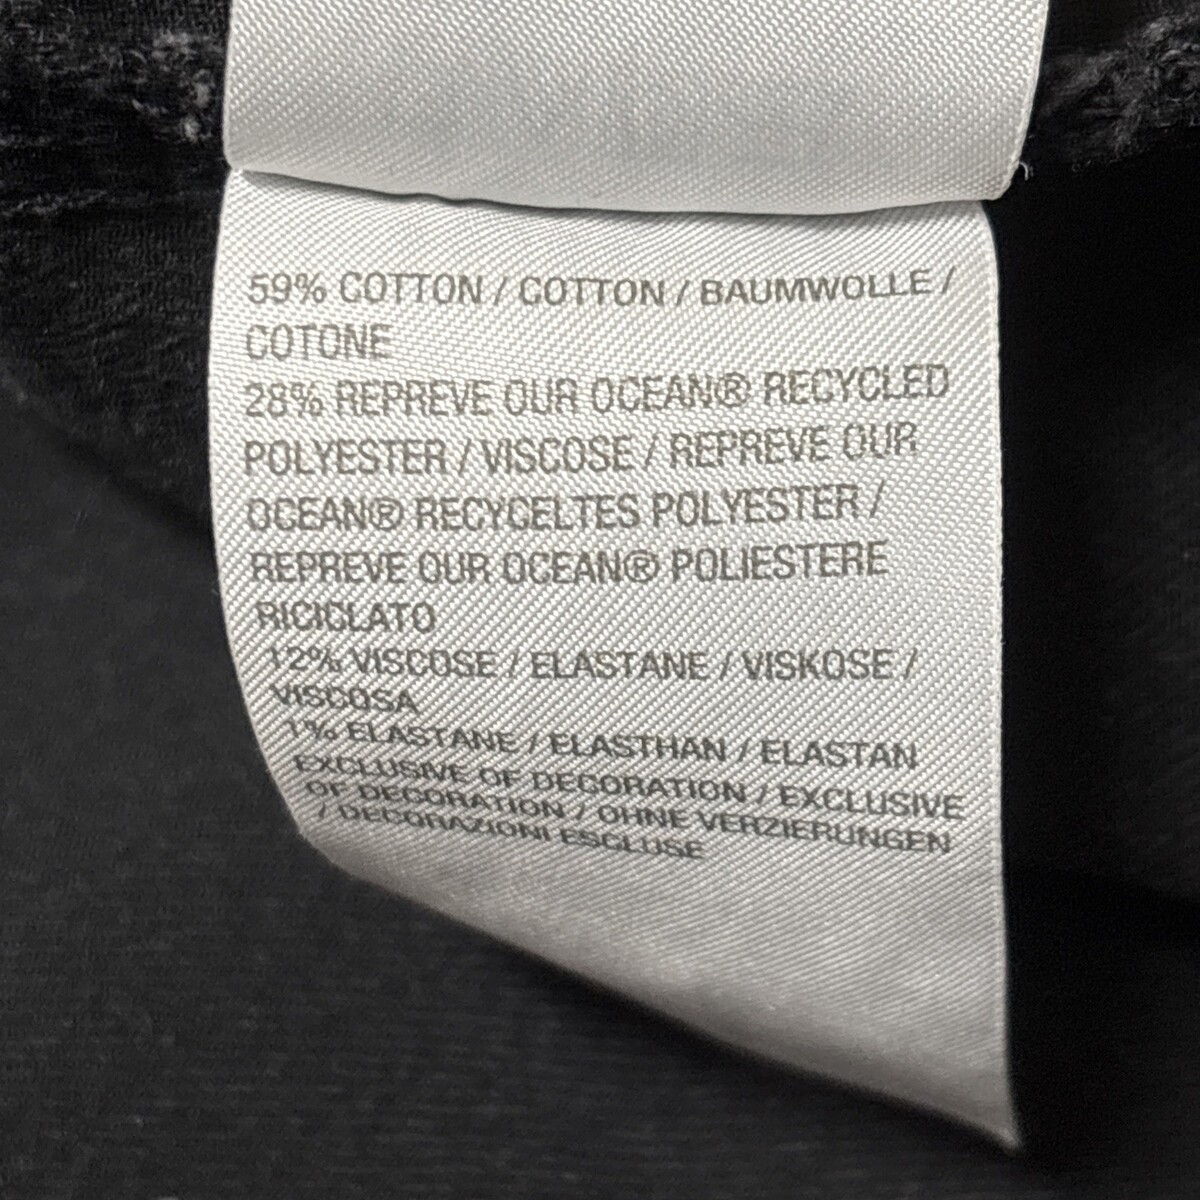 59% COTTON / COTTON / BAUMWOLLE /
COTONE
28% REPREVE OUR OCEAN® RECYCLED
POLYESTER / VISCOSE / REPREVE OUR
OCEAN® RECYCELTES POLYESTER /
REPREVE OUR OCEAN® POLIESTERE
RICICLATO
12% VISCOSE / ELASTANE / VISKOSE /
VISCOSA
1% ELASTANE / ELASTHAN / ELASTAN
EXCLUSIVE OF DECORATION / EXCLUSIVE
OF DECORATION / OHNE VERZIERUNGEN
/ DECORAZIONI ESCLUSE